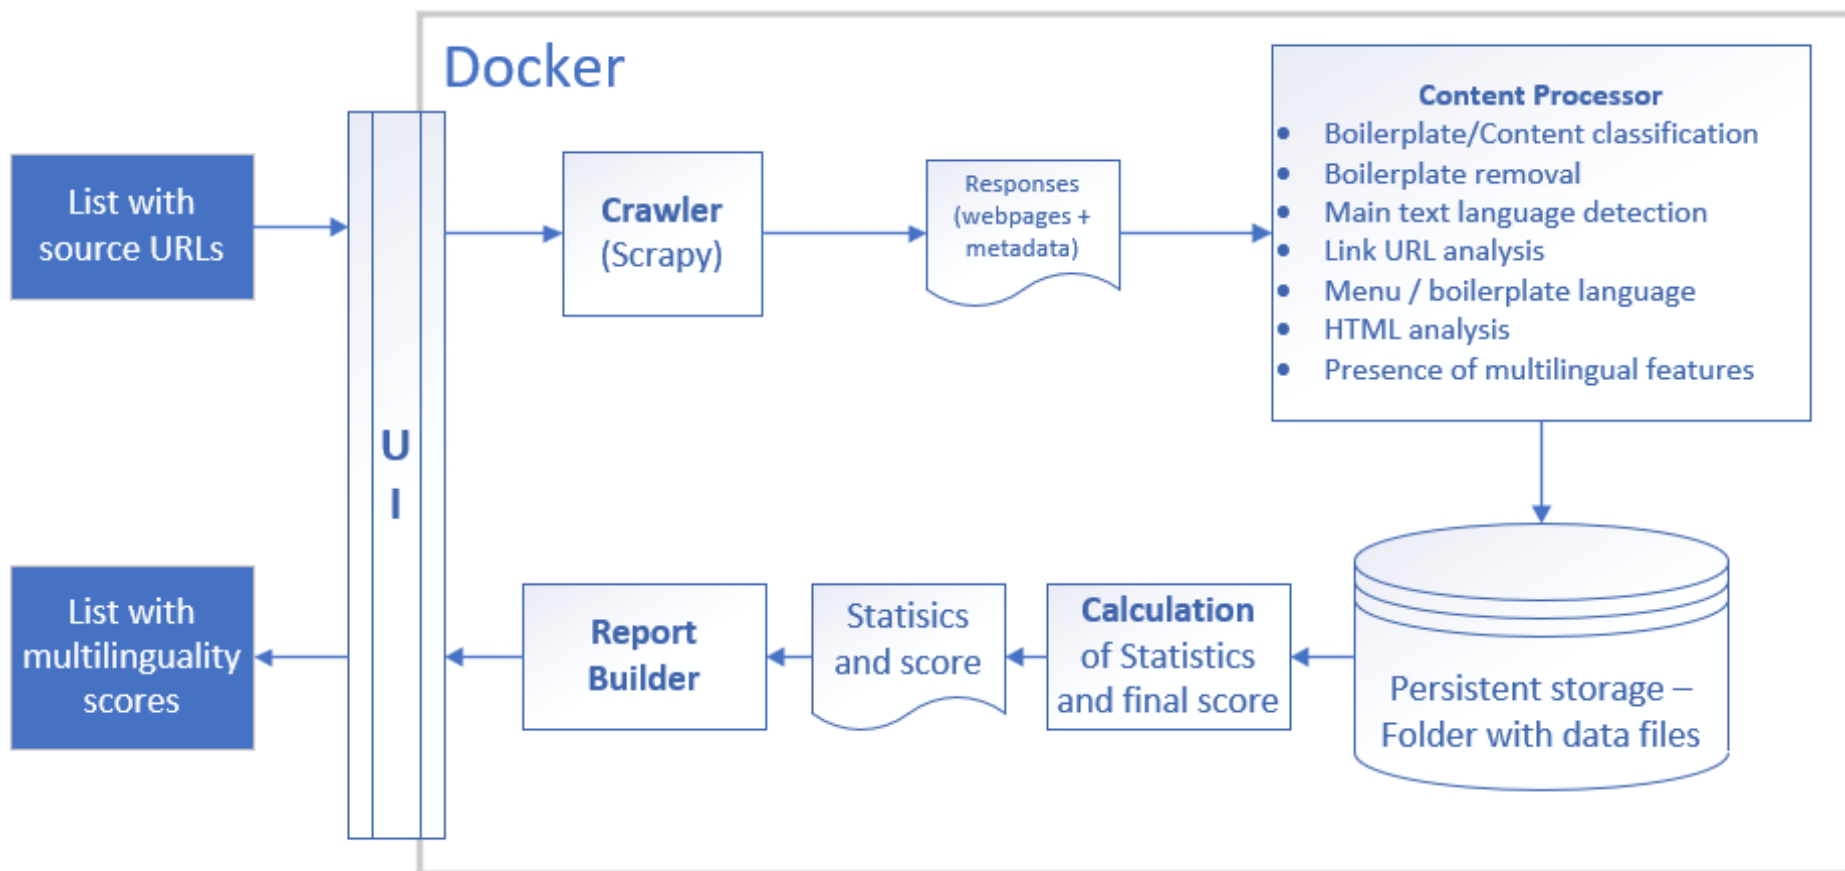 Docker
List with
source URLs
U
I
Crawler
(Scrapy)
Responses
(webpages +
metadata)
Content Processor
• Boilerplate/Content classification
• Boilerplate removal
• Main text language detection
• Link URL analysis
• Menu / boilerplate language
• HTML analysis
• Presence of multilingual features
List with
multilinguality
scores
Report
Builder
Statisics
and score
Calculation
of Statistics
and final score
Persistent storage –
Folder with data files